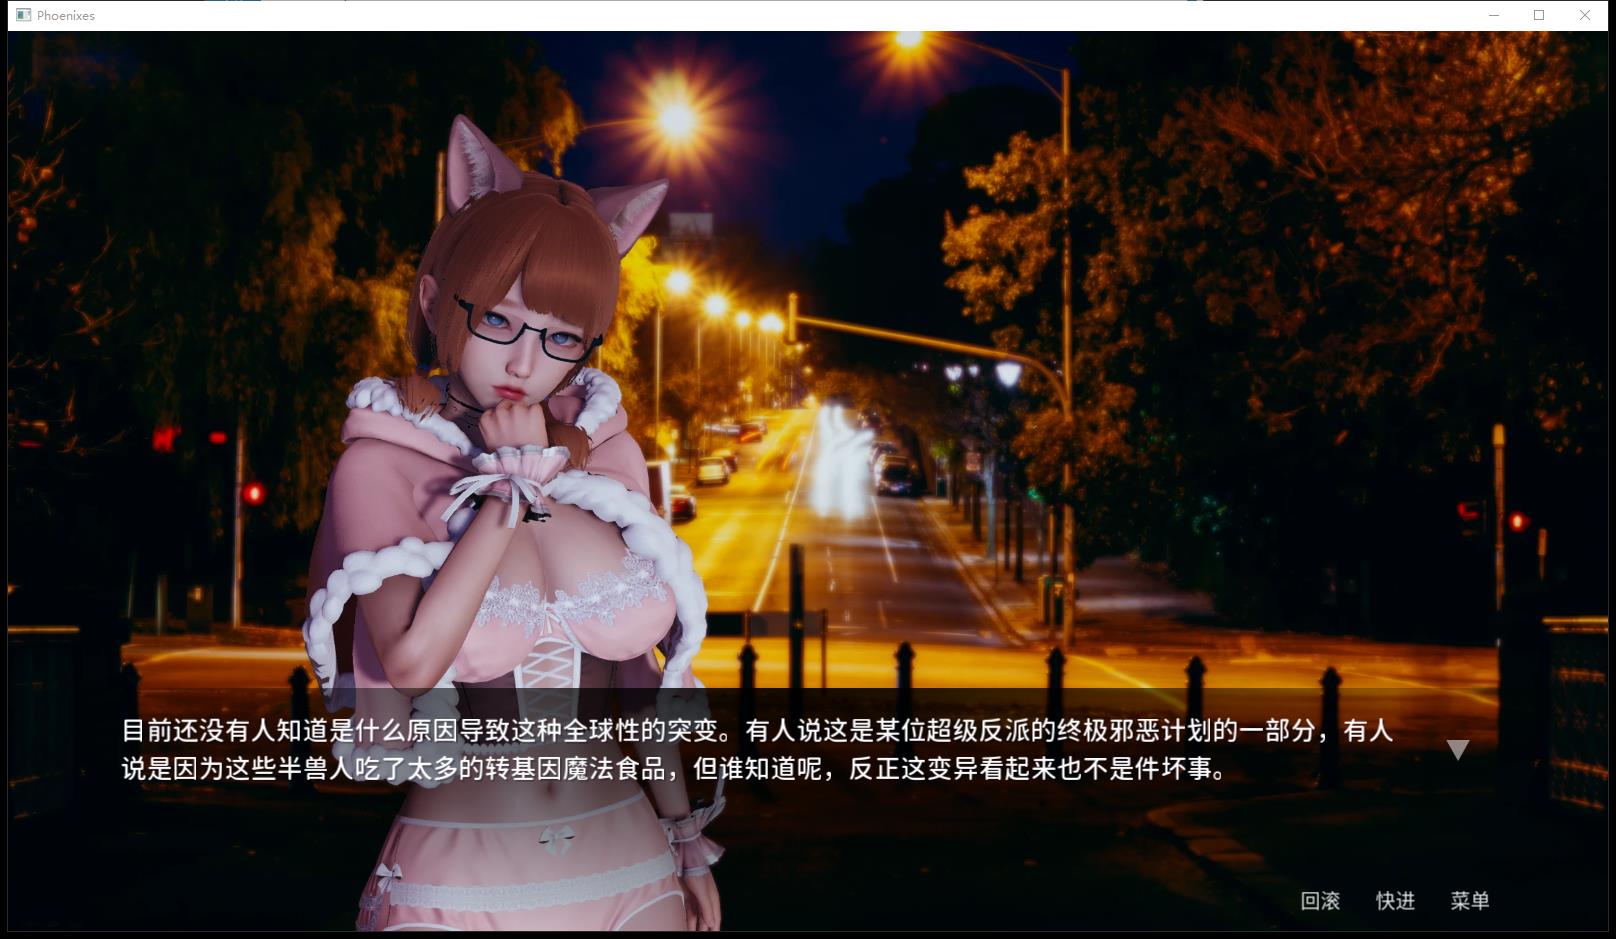 Phoenixes
目前还没有人知道是什么原因导致这种全球性的突变。有人说这是某位超级反派的终极邪恶计划的一部分，有人
说是因为这些半兽人吃了太多的转基因魔法食品，但谁知道呢，反正这变异看起来也不是件坏事。
回滚 快进 菜单